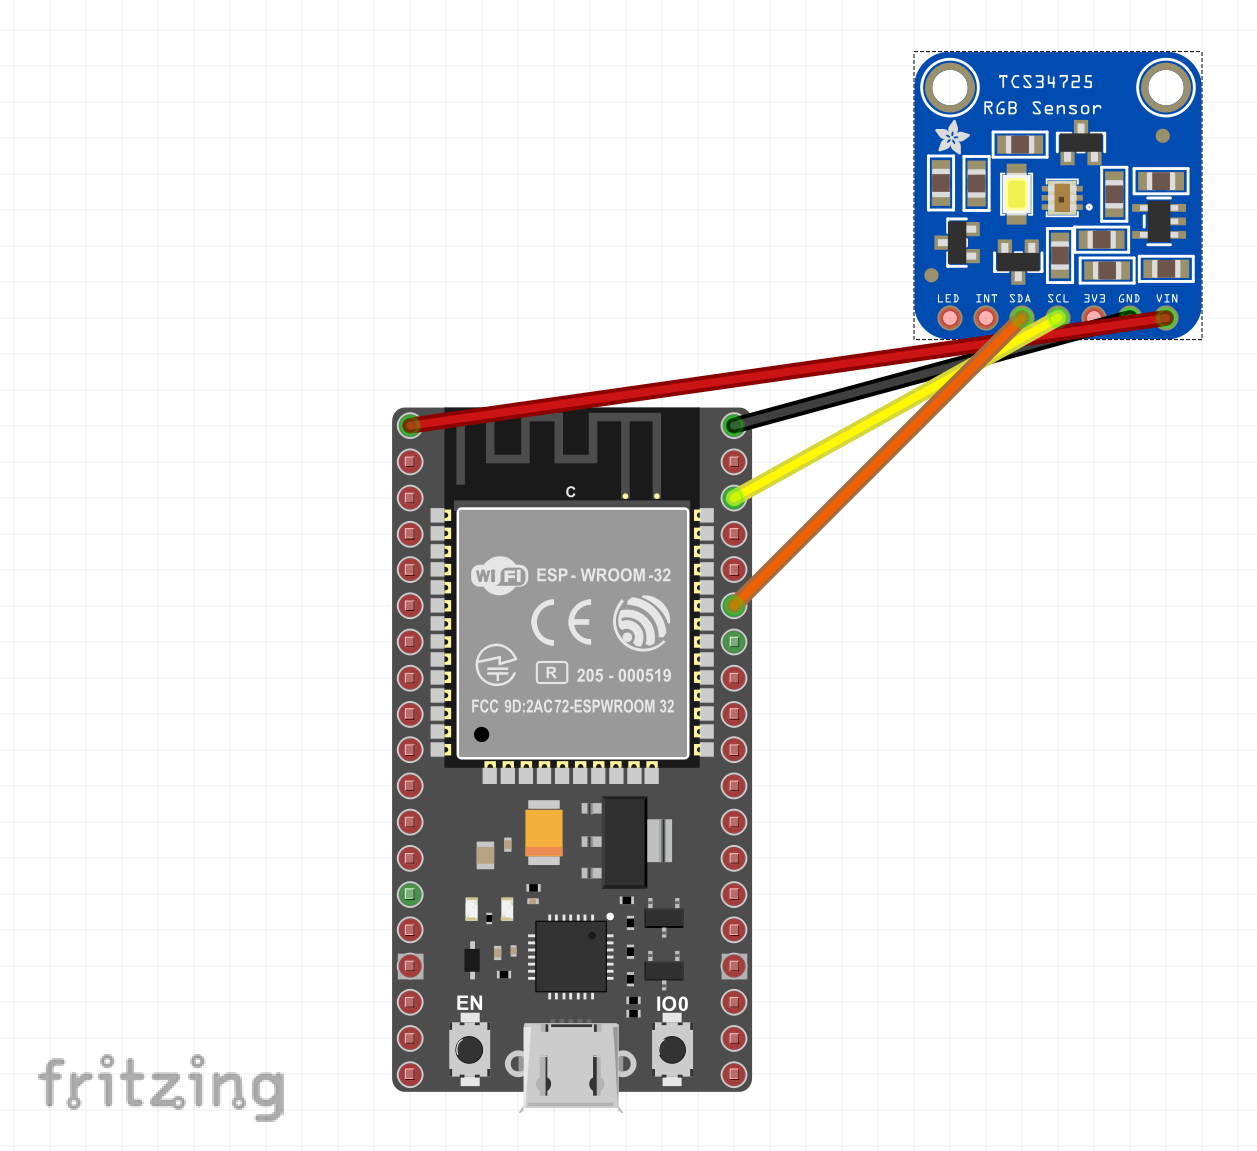 TCS34725
RGB Sensor
LED INT SDA SCL 3V3 GND VIN
C
WiFi ESP-WROOM-32
CE
R 205-000519
FCC 9D:2AC72-ESPWROOM 32
EN IO0
fritzing